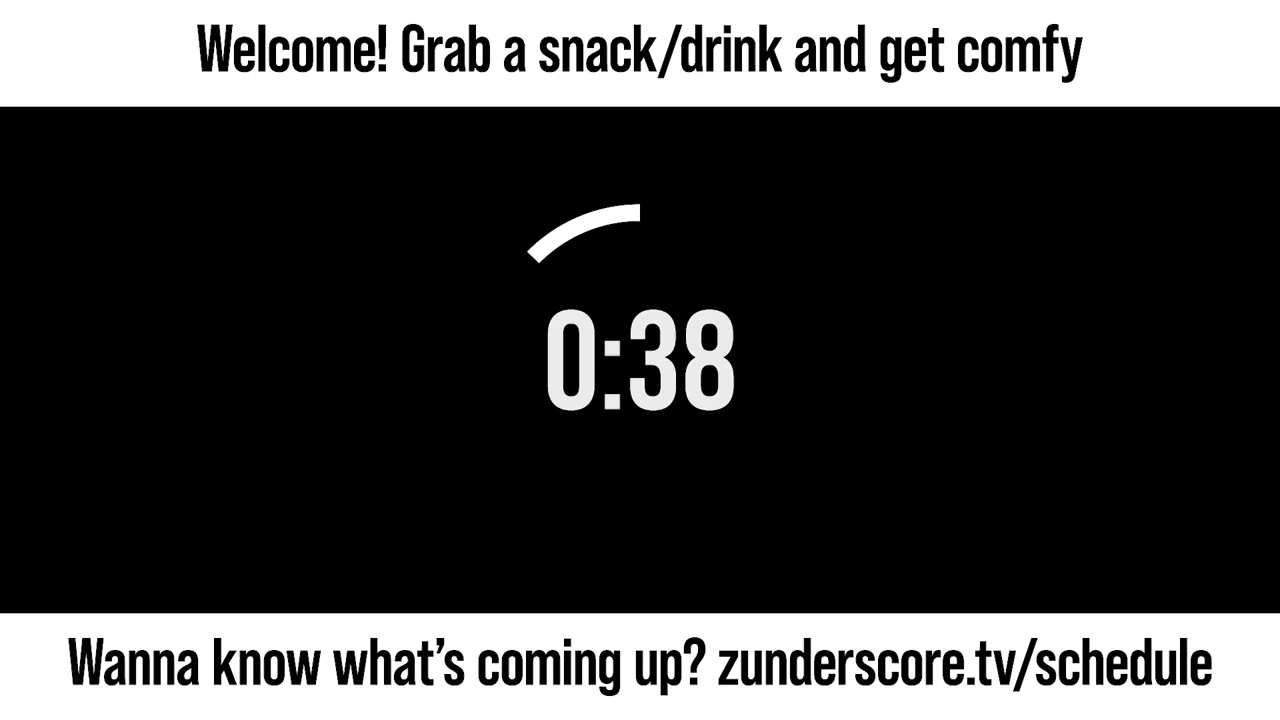 Welcome! Grab a snack/drink and get comfy
0:38
Wanna know what's coming up? zunderscore.tv/schedule